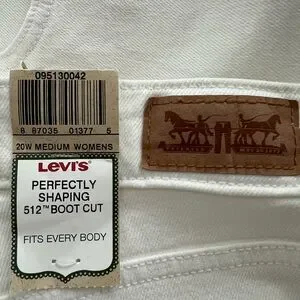 095130042
8 87035 01377 5
20W MEDIUM WOMENS
LEVI'S
PERFECTLY
SHAPING
512™ BOOT CUT
FITS EVERY BODY